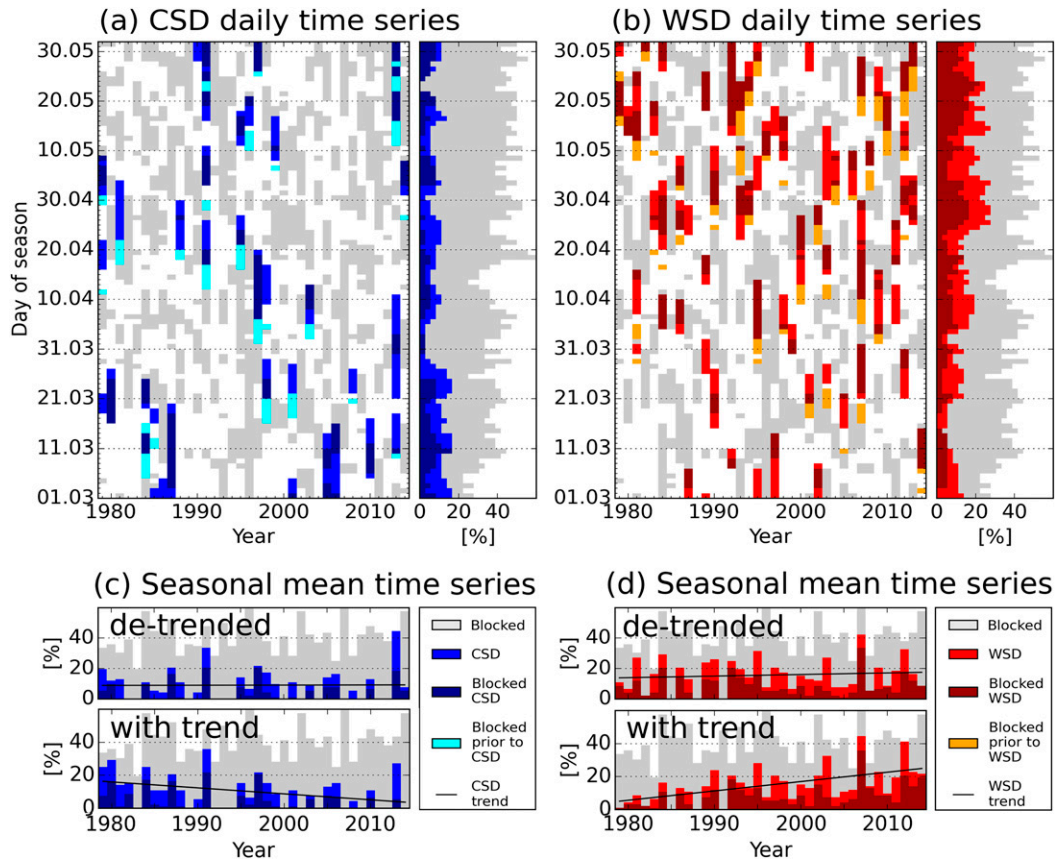 (a) CSD daily time series
(b) WSD daily time series
Day of season
30.05
20.05
10.05
30.04
20.04
10.04
31.03
21.03
11.03
01.03
1980
1990
2000
2010
Year
0
20
40
[%]
30.05
20.05
10.05
30.04
20.04
10.04
31.03
21.03
11.03
01.03
1980
1990
2000
2010
Year
0
20
40
[%]
(c) Seasonal mean time series
de-trended
[%]
40
20
0
with trend
[%]
40
20
0
1980
1990
2000
2010
Year
Blocked
CSD
Blocked
CSD
Blocked
prior to
CSD
CSD
trend
(d) Seasonal mean time series
de-trended
[%]
40
20
0
with trend
[%]
40
20
0
1980
1990
2000
2010
Year
Blocked
WSD
Blocked
WSD
Blocked
prior to
WSD
WSD
trend